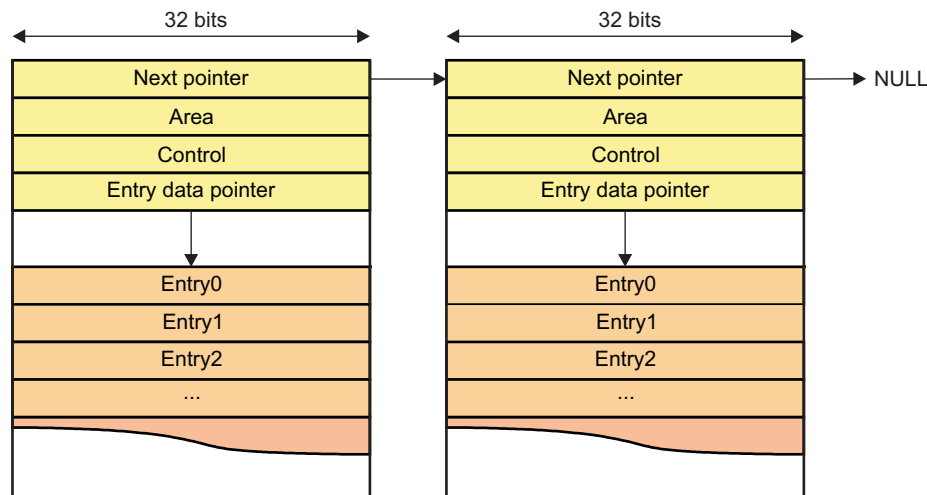 32 bits
32 bits
Next pointer
Next pointer
NULL
Area
Area
Control
Control
Entry data pointer
Entry data pointer
Entry0
Entry0
Entry1
Entry1
Entry2
Entry2
...
...